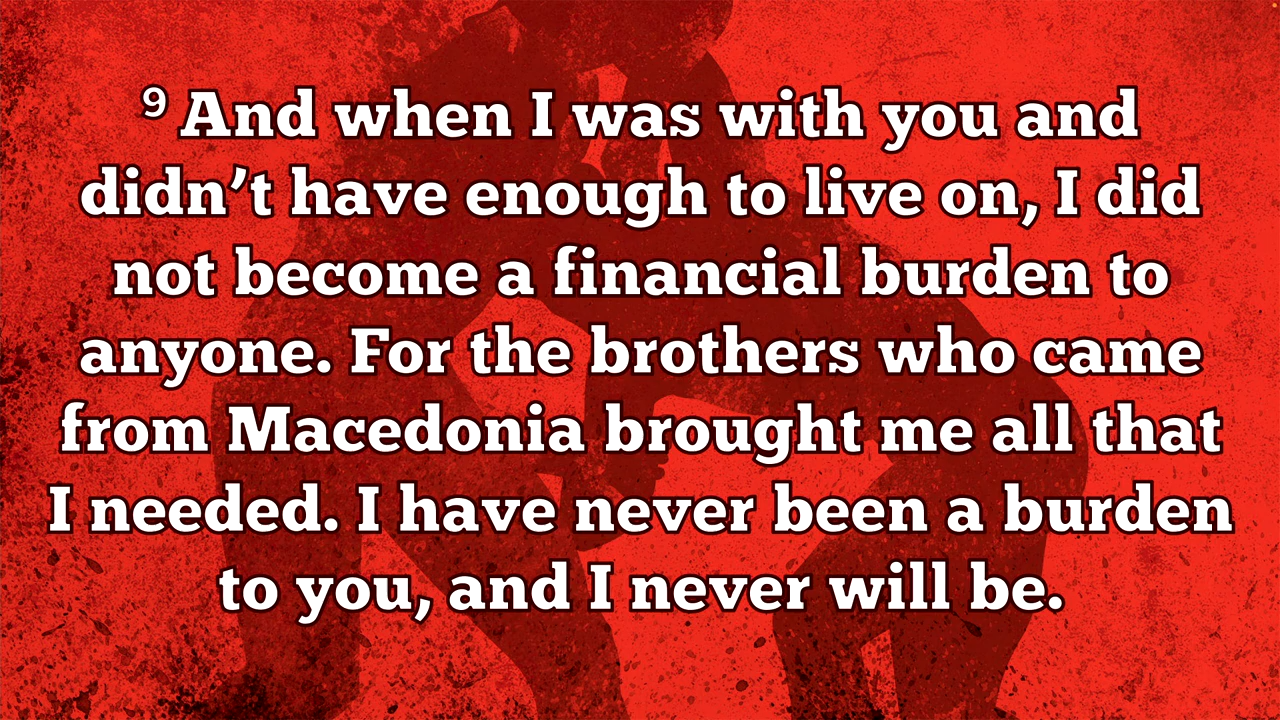 ⁹ And when I was with you and
didn’t have enough to live on, I did
not become a financial burden to
anyone. For the brothers who came
from Macedonia brought me all that
I needed. I have never been a burden
to you, and I never will be.